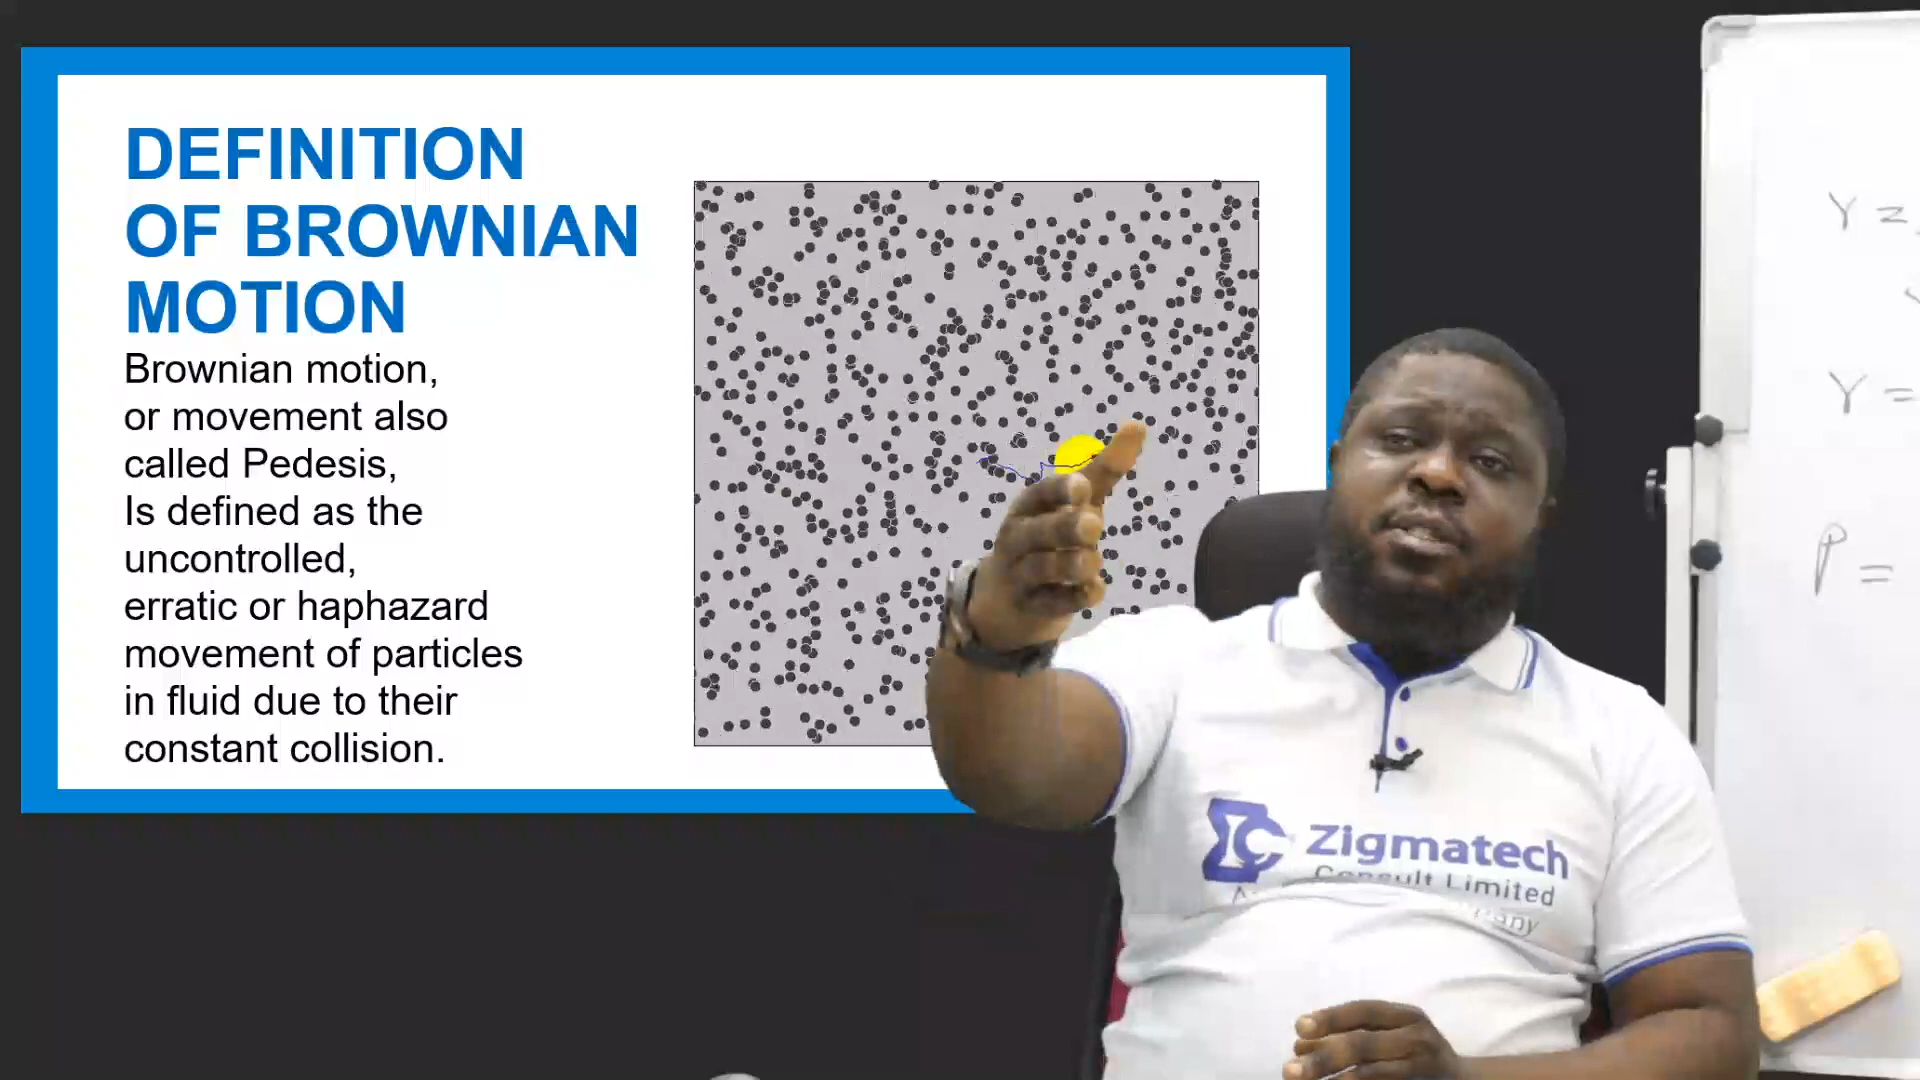 DEFINITION
OF BROWNIAN
MOTION
Brownian motion,
or movement also
called Pedesis,
Is defined as the
uncontrolled,
erratic or haphazard
movement of particles
in fluid due to their
constant collision.
Zigmatech
Consult Limited
Y =
Y =
P =